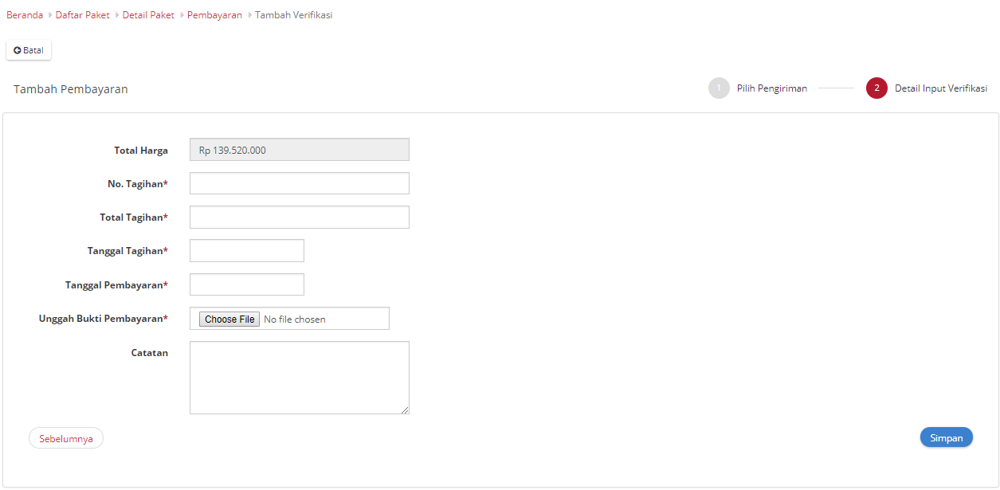 Beranda Daftar Paket Detail Paket Pembayaran Tambah Verifikasi
Batal
Tambah Pembayaran
1 Pilih Pengiriman 2 Detail Input Verifikasi
Total Harga Rp 139.520.000
No. Tagihan*
Total Tagihan*
Tanggal Tagihan*
Tanggal Pembayaran*
Unggah Bukti Pembayaran* Choose File No file chosen
Catatan
Sebelumnya Simpan